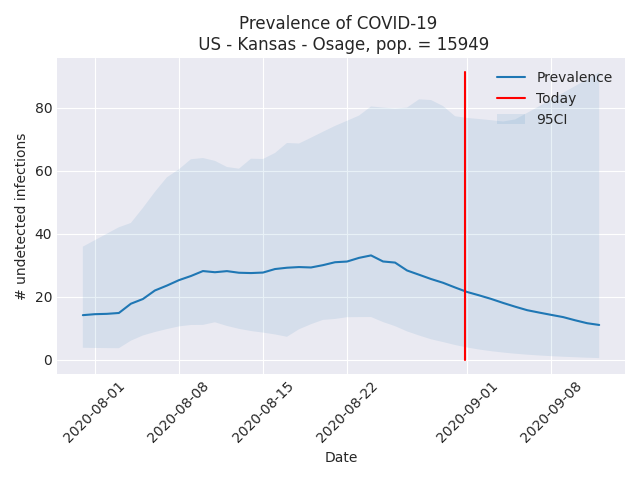 Prevalence of COVID-19
US - Kansas - Osage, pop. = 15949
Prevalence
Today
95CI
# undetected infections
80
60
40
20
0
2020-08-01
2020-08-08
2020-08-15
2020-08-22
2020-09-01
2020-09-08
Date